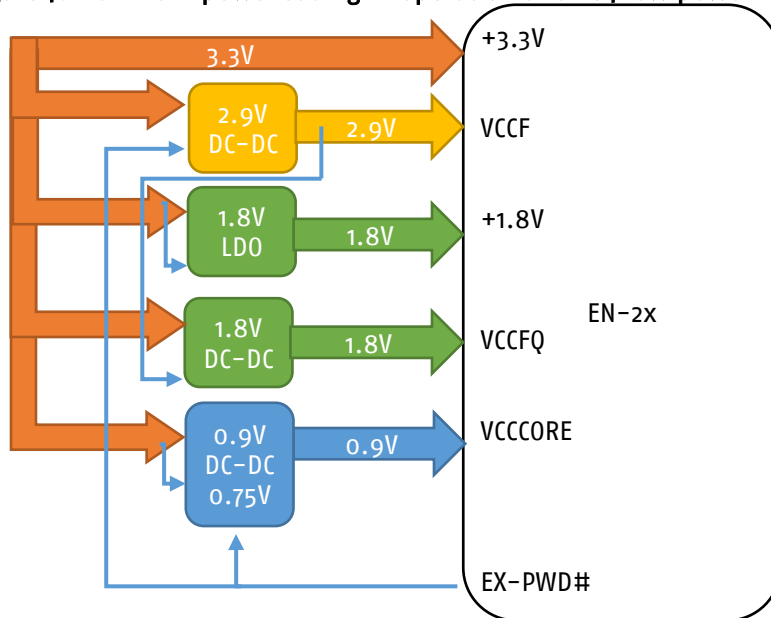 3.3V
+3.3V
2.9V
DC-DC
2.9V
VCCF
1.8V
LDO
1.8V
+1.8V
1.8V
DC-DC
1.8V
VCCFQ
EN-2x
0.9V
DC-DC
0.75V
0.9V
VCCCORE
EX-PWD#